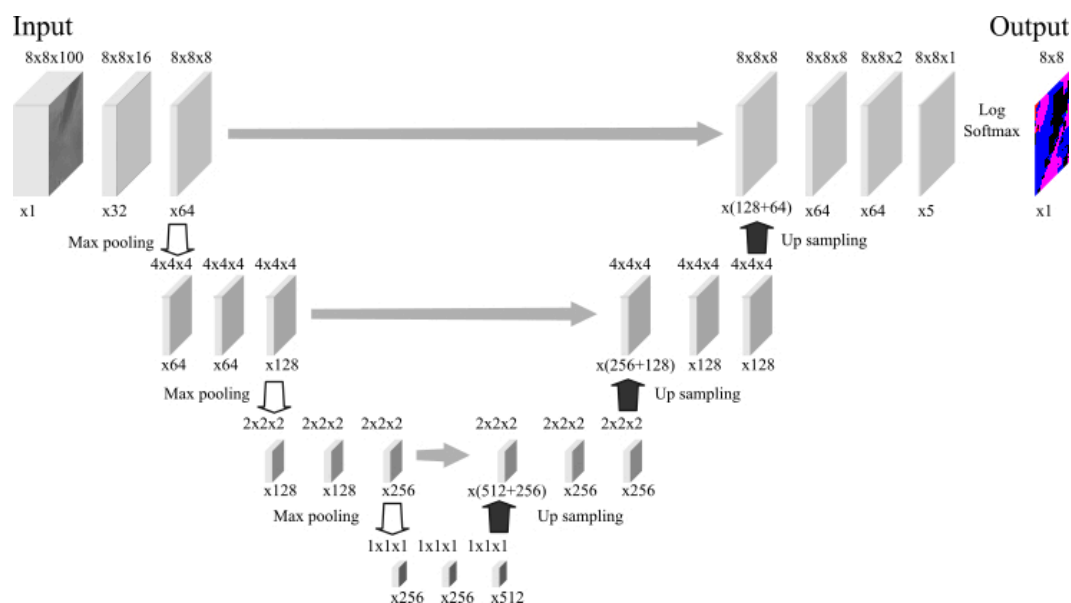 Input
Output
8x8x100 8x8x16 8x8x8
8x8x8 8x8x8 8x8x2 8x8x1 8x8
Log
Softmax
x1 x32 x64
x(128+64) x64 x64 x5 x1
Max pooling
Up sampling
4x4x4 4x4x4 4x4x4
4x4x4 4x4x4 4x4x4
x64 x64 x128
x(256+128) x128 x128
Max pooling
Up sampling
2x2x2 2x2x2 2x2x2
2x2x2 2x2x2 2x2x2
x128 x128 x256
x(512+256) x256 x256
Max pooling
Up sampling
1x1x1 1x1x1 1x1x1
x256 x256 x512